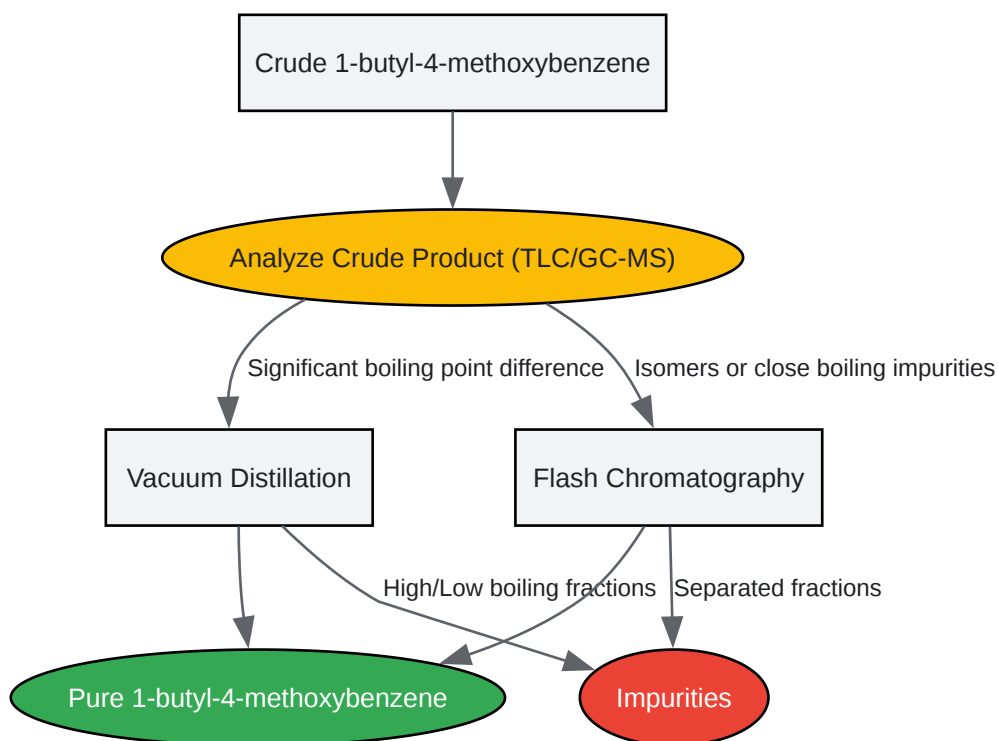 Crude 1-butyl-4-methoxybenzene
Analyze Crude Product (TLC/GC-MS)
Significant boiling point difference
Isomers or close boiling impurities
Vacuum Distillation
Flash Chromatography
High/Low boiling fractions
Separated fractions
Pure 1-butyl-4-methoxybenzene
Impurities